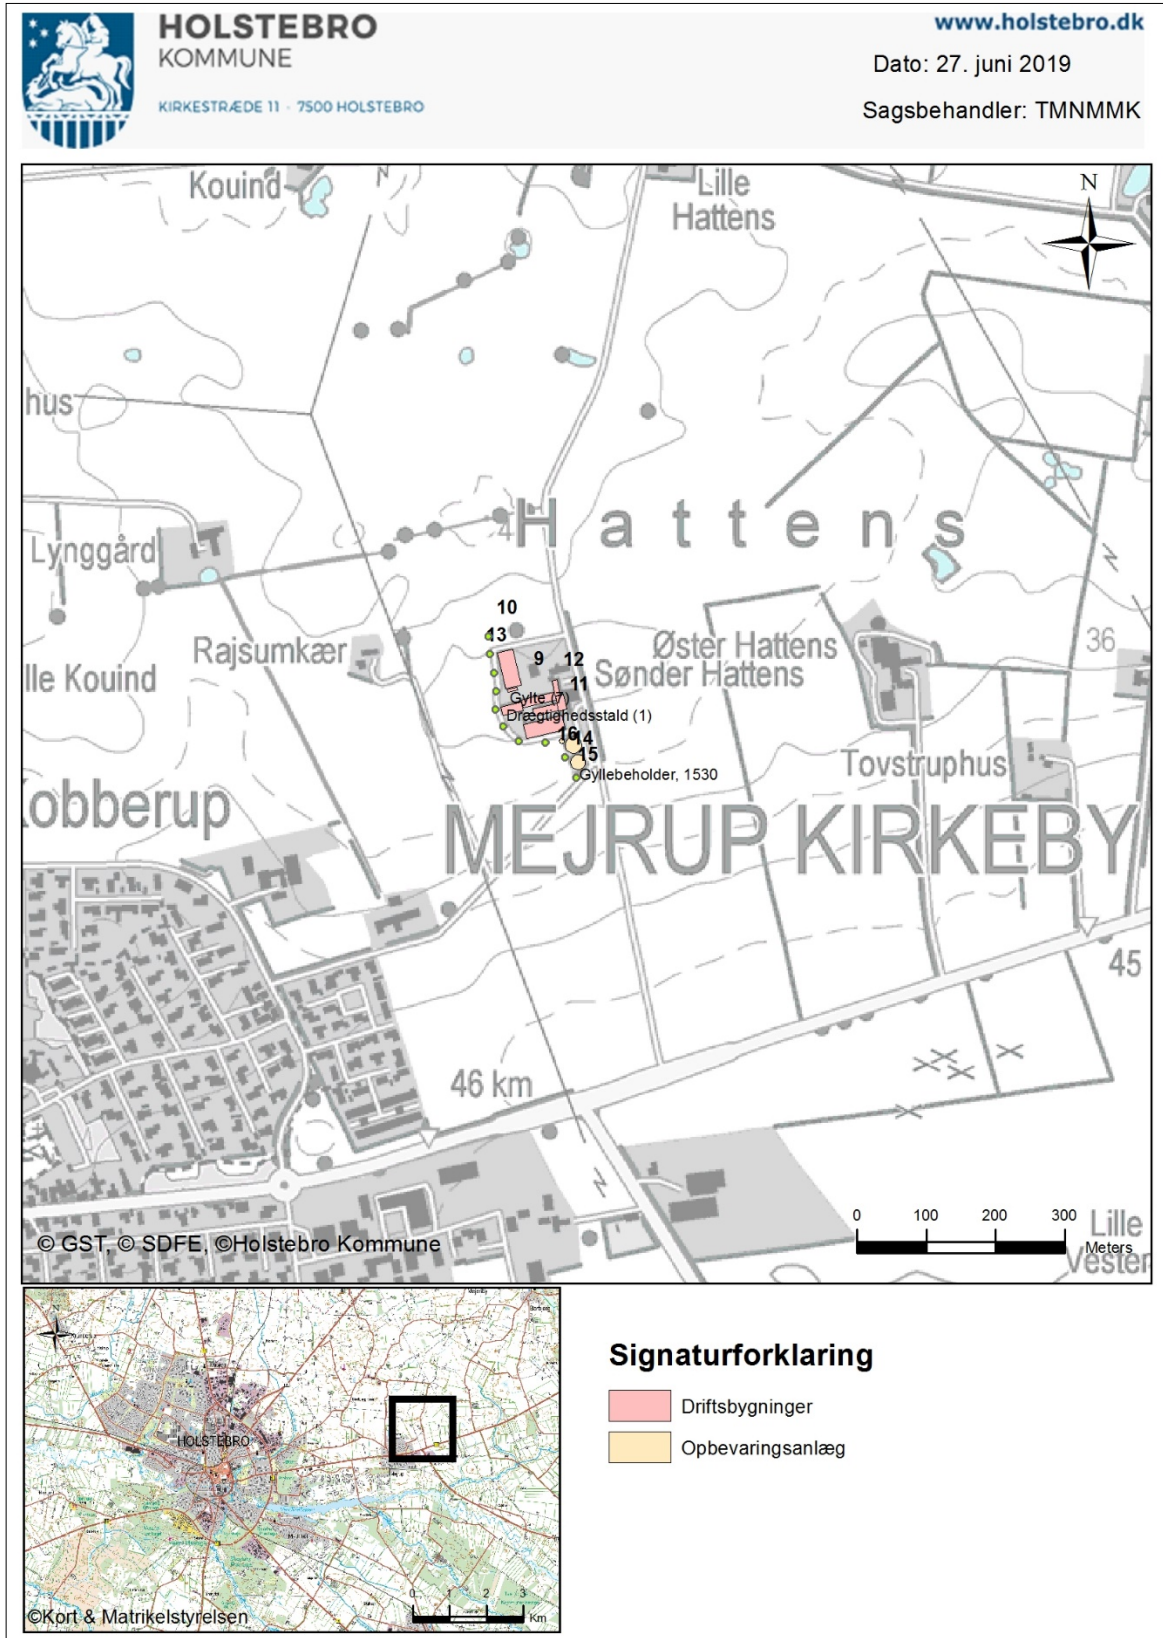 HOLSTEBRO
KOMMUNE
KIRKESTRÆDE 11 - 7500 HOLSTEBRO
www.holstebro.dk
Dato: 27. juni 2019
Sagsbehandler: TMNMMK
Kouind
Lille
Hattens
N
hus
Hattens
4
Lynggård
10
13
Rajsumkær
9
12
11
Øster Hattens
Sønder Hattens
36
lle Kouind
Gylte (7)
Drægtighedsstald (1)
16
14
15
Gyllebeholder, 1530
Tovstruphus
Kobberup
MEJRUP KIRKEBY
45
46 km
0 100 200 300
Meters
Lille
Vester
© GST, © SDFE, ©Holstebro Kommune
HOLSTEBRO
0 1 2 3
Km
©Kort & Matrikelstyrelsen
Signaturforklaring
Driftsbygninger
Opbevaringsanlæg